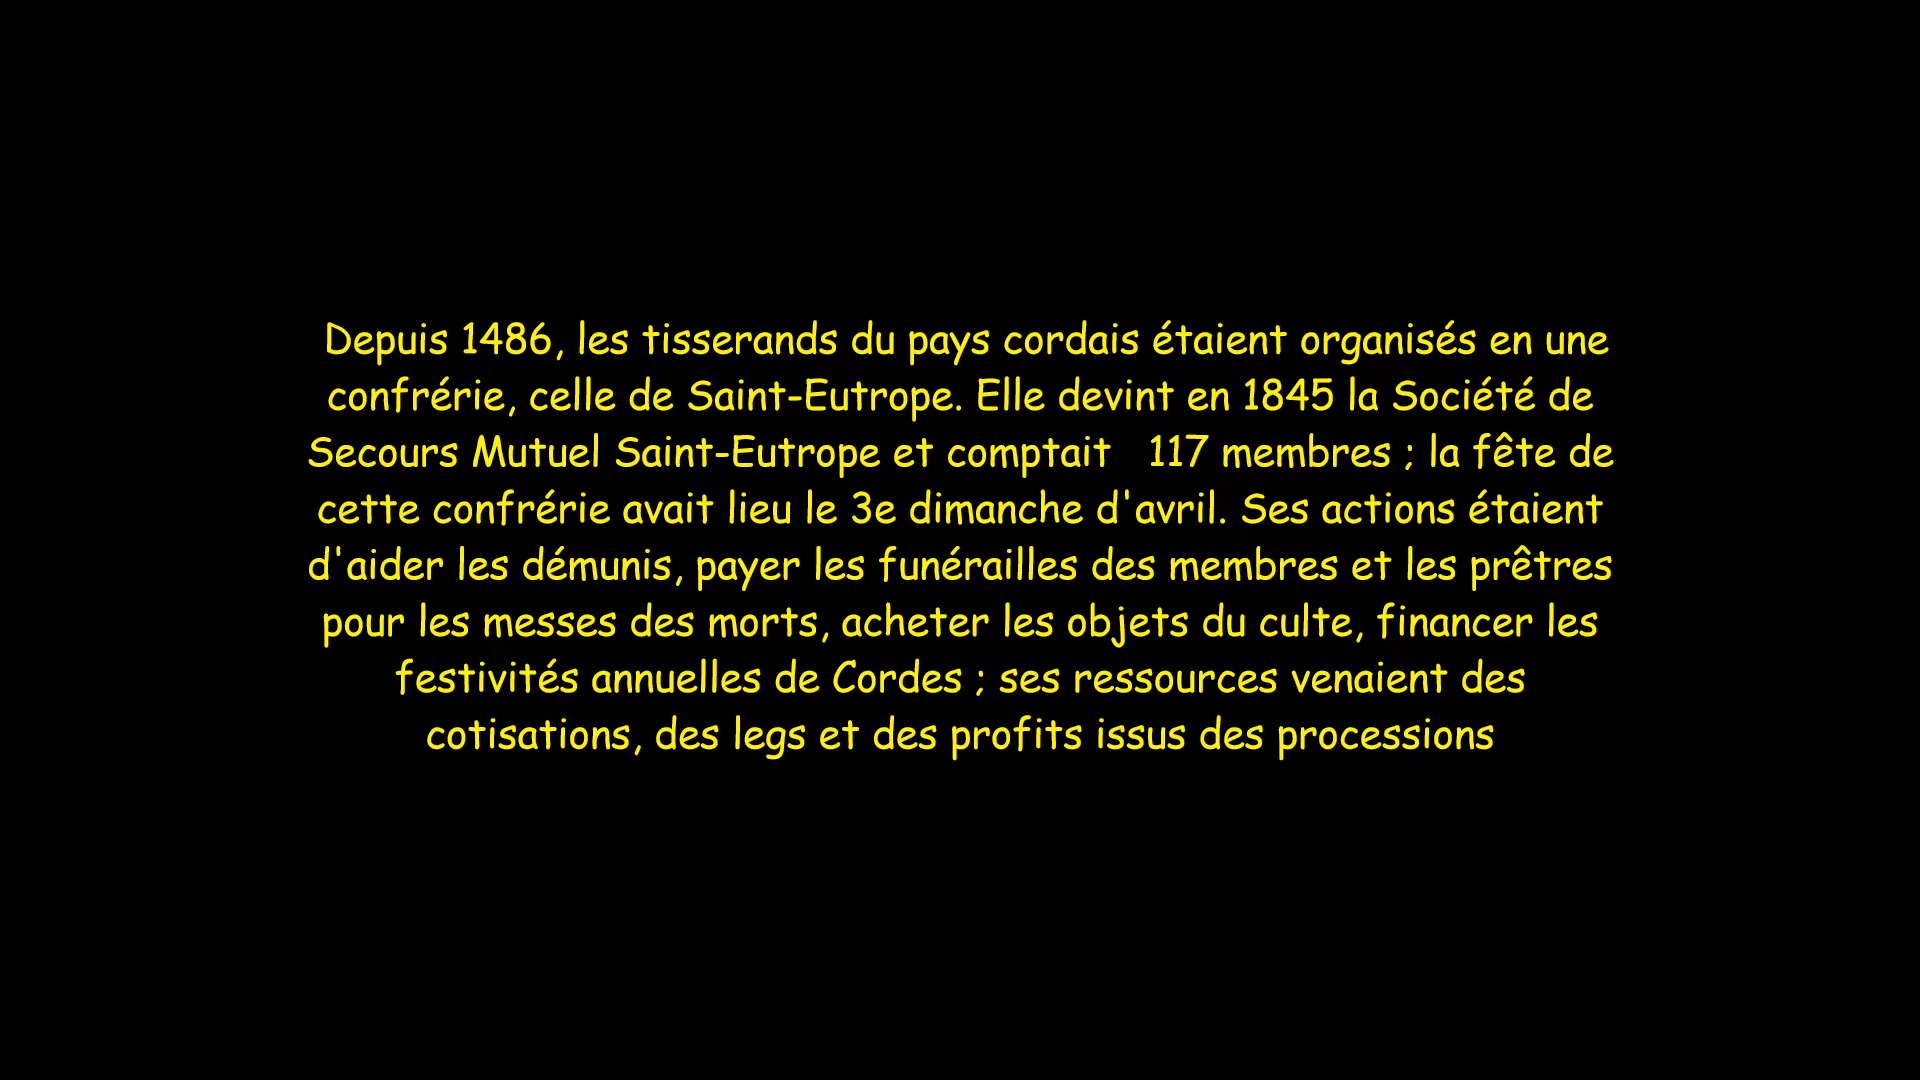 Depuis 1486, les tisserands du pays cordais étaient organisés en une
confrérie, celle de Saint-Eutrope. Elle devint en 1845 la Société de
Secours Mutuel Saint-Eutrope et comptait   117 membres ; la fête de
cette confrérie avait lieu le 3e dimanche d'avril. Ses actions étaient
d'aider les démunis, payer les funérailles des membres et les prêtres
pour les messes des morts, acheter les objets du culte, financer les
festivités annuelles de Cordes ; ses ressources venaient des
cotisations, des legs et des profits issus des processions